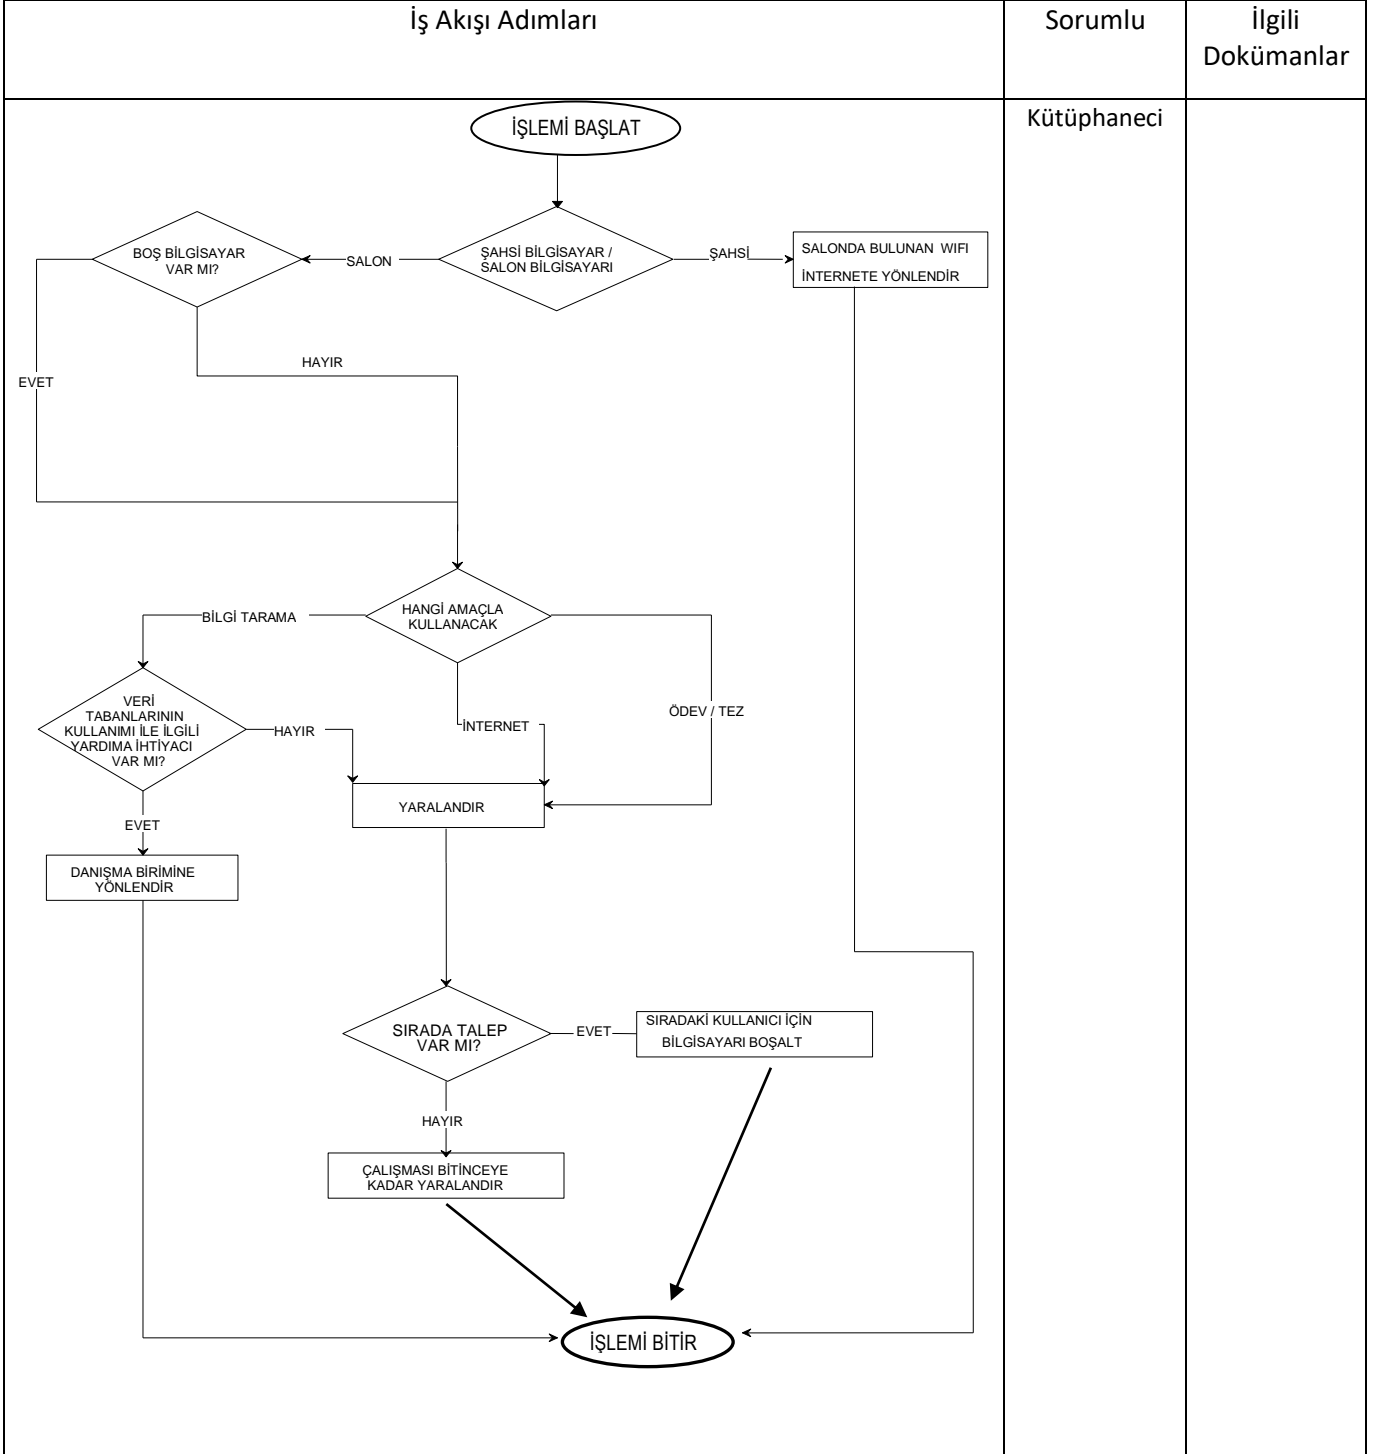 İş Akışı Adımları
Sorumlu
İlgili
Dokümanlar
Kütüphaneci
İŞLEMİ BAŞLAT
BOŞ BİLGİSAYAR
VAR MI?
SALON
ŞAHSİ BİLGİSAYAR /
SALON BİLGİSAYARI
ŞAHSİ
SALONDA BULUNAN WIFI
İNTERNETE YÖNLENDİR
HAYIR
EVET
BİLGİ TARAMA
HANGİ AMAÇLA
KULLANACAK
VERİ
TABANLARININ
KULLANIMI İLE İLGİLİ
YARDIMA İHTİYACI
VAR MI?
HAYIR
İNTERNET
ÖDEV / TEZ
YARALANDIR
EVET
DANIŞMA BİRİMİNE
YÖNLENDİR
SIRADA TALEP
VAR MI?
EVET
SIRADAKİ KULLANICI İÇİN
BİLGİSAYARI BOŞALT
HAYIR
ÇALIŞMASI BİTİNCEYE
KADAR YARALANDIR
İŞLEMİ BİTİR